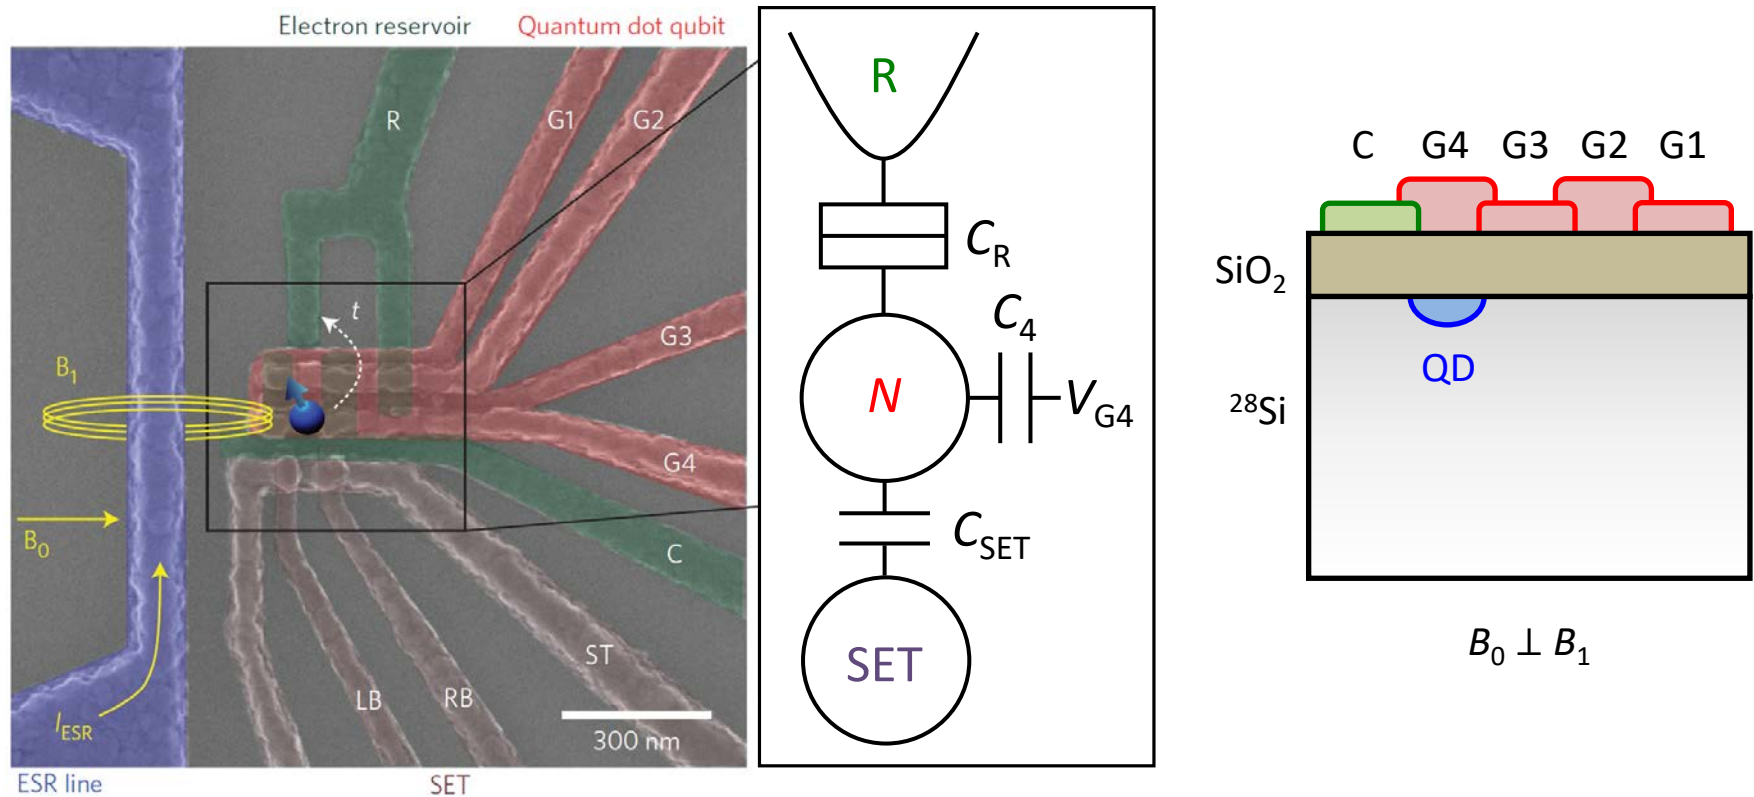 Electron reservoir
Quantum dot qubit
R
G1
G2
t
G3
B1
G4
B0
C
ST
LB
RB
IESR
300 nm
ESR line
SET
R
CR
C4
N
VG4
CSET
SET
C G4 G3 G2 G1
SiO2
QD
28Si
B0 ⊥ B1